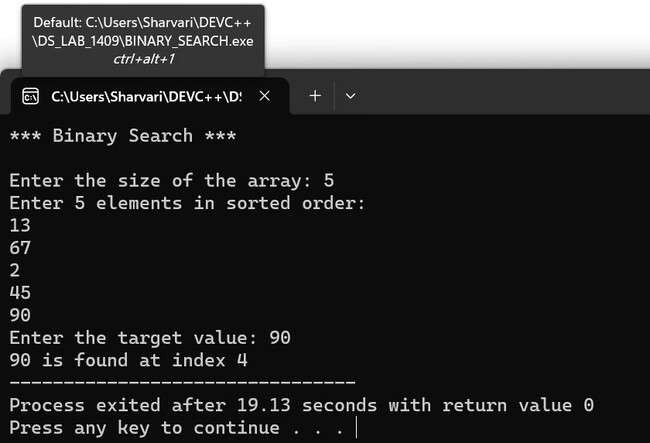 Default: C:\Users\Sharvari\DEVC++
\DS_LAB_1409\BINARY_SEARCH.exe
ctrl+alt+1
C:\Users\Sharvari\DEVC++\D
*** Binary Search ***
Enter the size of the array: 5
Enter 5 elements in sorted order:
13
67
2
45
90
Enter the target value: 90
90 is found at index 4
--------------------------------
Process exited after 19.13 seconds with return value 0
Press any key to continue . . .